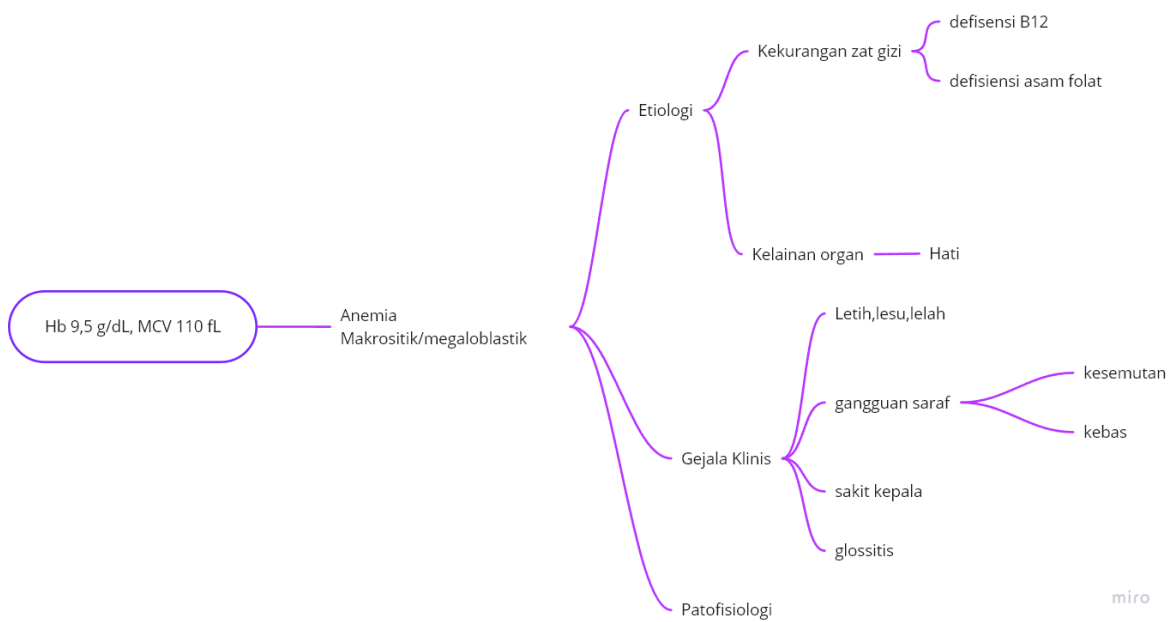 Hb 9,5 g/dL, MCV 110 fL
Anemia
Makrositik/megaloblastik
Etiologi
Kekurangan zat gizi
defisensi B12
defisiensi asam folat
Kelainan organ
Hati
Gejala Klinis
Letih,lesu,lelah
gangguan saraf
kesemutan
kebas
sakit kepala
glossitis
Patofisiologi
miro